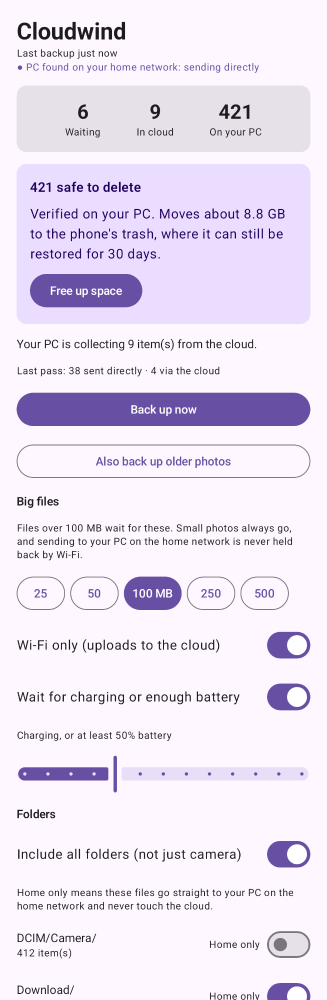 Cloudwind
Last backup just now
● PC found on your home network: sending directly
6 9 421
Waiting In cloud On your PC
421 safe to delete
Verified on your PC. Moves about 8.8 GB
to the phone's trash, where it can still be
restored for 30 days.
Free up space
Your PC is collecting 9 item(s) from the cloud.
Last pass: 38 sent directly · 4 via the cloud
Back up now
Also back up older photos
Big files
Files over 100 MB wait for these. Small photos always go,
and sending to your PC on the home network is never held
back by Wi-Fi.
25 50 100 MB 250 500
Wi-Fi only (uploads to the cloud)
Wait for charging or enough battery
Charging, or at least 50% battery
Folders
Include all folders (not just camera)
Home only means these files go straight to your PC on the
home network and never touch the cloud.
DCIM/Camera/ Home only
412 item(s)
Download/ Home only